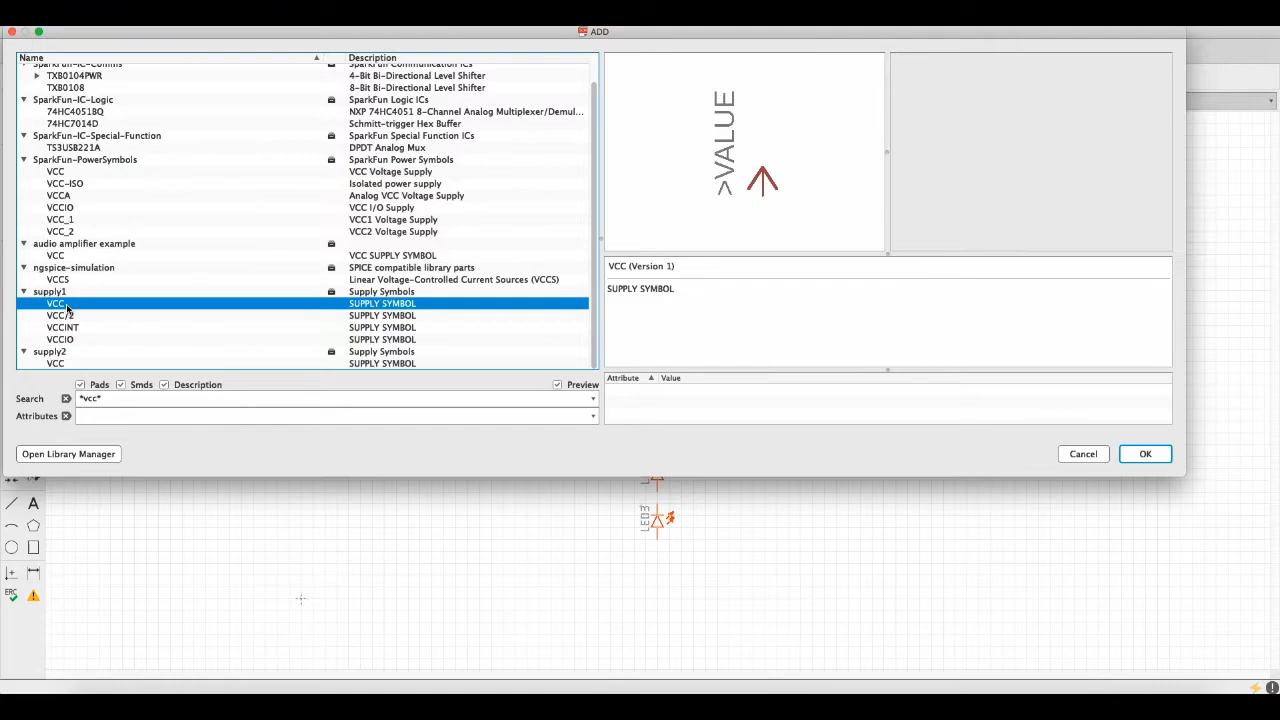 ADD
Name Description
SparkFun-IC-Comms SparkFun Communication ICs
TXB0104PWR 4-Bit Bi-Directional Level Shifter
TXB0108 8-Bit Bi-Directional Level Shifter
SparkFun-IC-Logic SparkFun Logic ICs
74HC4051BQ NXP 74HC4051 8-Channel Analog Multiplexer/Demul...
74HC7014D Schmitt-trigger Hex Buffer
SparkFun-IC-Special-Function SparkFun Special Function ICs
TS3USB221A DPDT Analog Mux
SparkFun-PowerSymbols SparkFun Power Symbols
VCC VCC Voltage Supply
VCC-ISO Isolated power supply
VCCA Analog VCC Voltage Supply
VCCIO VCC I/O Supply
VCC_1 VCC1 Voltage Supply
VCC_2 VCC2 Voltage Supply
audio amplifier example
VCC VCC SUPPLY SYMBOL
ngspice-simulation SPICE compatible library parts
VCCS Linear Voltage-Controlled Current Sources (VCCS)
supply1 Supply Symbols
VCC SUPPLY SYMBOL
VCC/2 SUPPLY SYMBOL
VCCINT SUPPLY SYMBOL
VCCIO SUPPLY SYMBOL
supply2 Supply Symbols
VCC SUPPLY SYMBOL
Pads Smds Description Preview
Search *vcc*
Attributes
Open Library Manager
>VALUE
VCC (Version 1)
SUPPLY SYMBOL
Attribute Value
Cancel OK
LED3
A
ERC